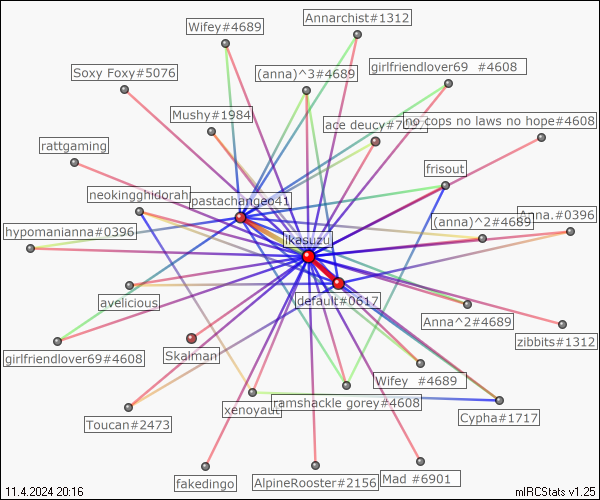 Annarchist#1312
Wifey#4689
girlfriendlover69 #4608
Soxy Foxy#5076
(anna)^3#4689
Mushy#1984
ace deucy#7
no cops no laws no hope#4608
rattgaming
frisout
neokingghidorah
pastachangeo41
Anna.#0396
(anna)^2#4689
hypomanianna#0396
ikasuzu
default#0617
avelicious
Anna^2#4689
zibbits#1312
girlfriendlover69#4608
Skalman
Wifey #4689
ramshackle gorey#4608
xenoyaut
Toucan#2473
Cypha#1717
fakedingo
AlpineRooster#2156
Mad #6901
11.4.2024 20:16
mIRCStats v1.25